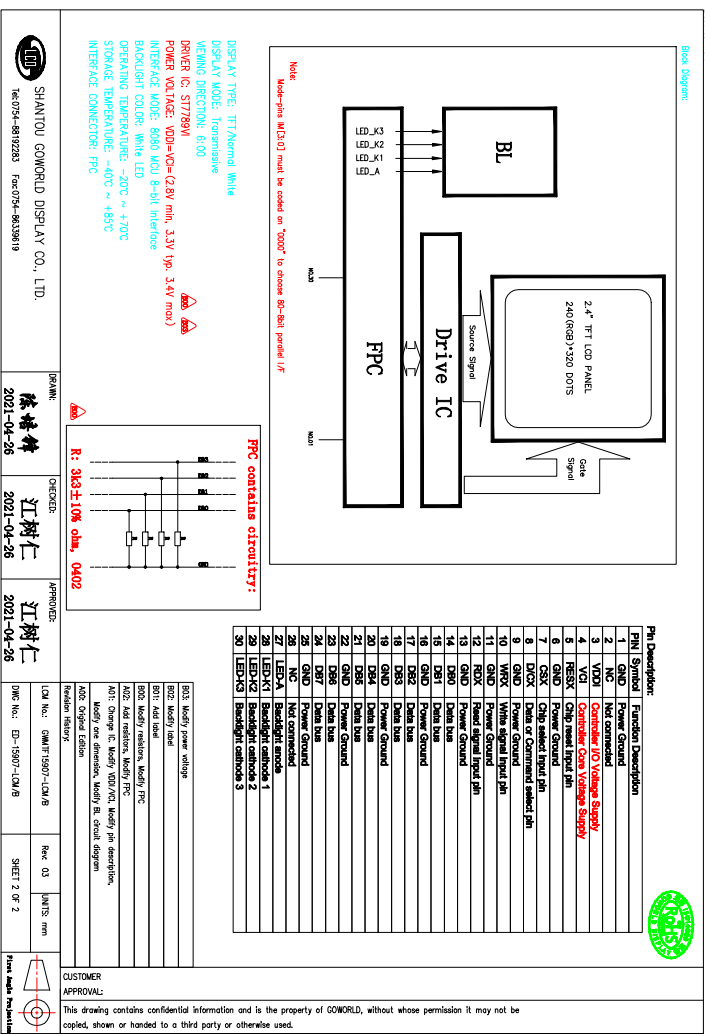 Block Diagram:
BL
LED_K3
LED_K2
LED_K1
LED_A
2.4" TFT LCD PANEL
240(RGB)*320 DOTS
Source Signal
Gate
Signal
Drive IC
FPC
NO.30
NO.01
Note:
Mode-pins IM[3:0] must be coded on "0000" to choose 80-8bit parallel I/F
DISPLAY TYPE: TFT/Normal White
DISPLAY MODE: Transmissive
VIEWING DIRECTION: 6:00
DRIVER IC: ST7789VI
POWER VOLTAGE: VDDI=VCI=(2.8V min, 3.3V typ. 3.4V max)
B00
B03
INTERFACE MODE: 8080 MCU 8-bit Interface
BACKLIGHT COLOR: White LED
OPERATING TEMPERATURE: -20℃ ~ +70℃
STORAGE TEMPERATURE: -40℃ ~ +85℃
INTERFACE CONNECTOR: FPC
FPC contains circuitry:
DB3
DB2
DB1
DB0
GND
R: 3k3±10% ohm, 0402
B00
Pin Description:
PIN Symbol Function Description
1 GND Power Ground
2 NC Not connected
3 VDDI Controller I/O Voltage Supply
4 VCI Controller Core Voltage Supply
5 RESX Chip reset input pin
6 GND Power Ground
7 CSX Chip select input pin
8 D/CX Data or Command select pin
9 GND Power Ground
10 WRX Write signal input pin
11 GND Power Ground
12 RDX Read signal input pin
13 GND Power Ground
14 DB0 Data bus
15 DB1 Data bus
16 GND Power Ground
17 DB2 Data bus
18 DB3 Data bus
19 GND Power Ground
20 DB4 Data bus
21 DB5 Data bus
22 GND Power Ground
23 DB6 Data bus
24 DB7 Data bus
25 GND Power Ground
26 NC Not connected
27 LED-A Backlight anode
28 LED-K1 Backlight cathode 1
29 LED-K2 Backlight cathode 2
30 LED-K3 Backlight cathode 3
RoHS
B03: Modify power voltage
B02: Modify label
B01: Add label
B00: Modify resistors, Modify FPC
A02: Add resistors, Modify FPC
A01: Change IC, Modify VDDI/VCI, Modify pin description,
Modify one dimension, Modify BL circuit diagram
A00: Original Edition
Revision History:
SHANTOU GOWORLD DISPLAY CO., LTD.
Tel:0754-88192283 Fax:0754-86339619
DRAWN:
2021-04-26
CHECKED:
江树仁
2021-04-26
APPROVED:
江树仁
2021-04-26
LCM No.: GWMTF15907-LCM/B
Rev: 03
UNITS: mm
DWG No.: ED-15907-LCM/B
SHEET 2 OF 2
First Angle Projection
CUSTOMER
APPROVAL:
This drawing contains confidential information and is the property of GOWORLD, without whose permission it may not be
copied, shown or handed to a third party or otherwise used.